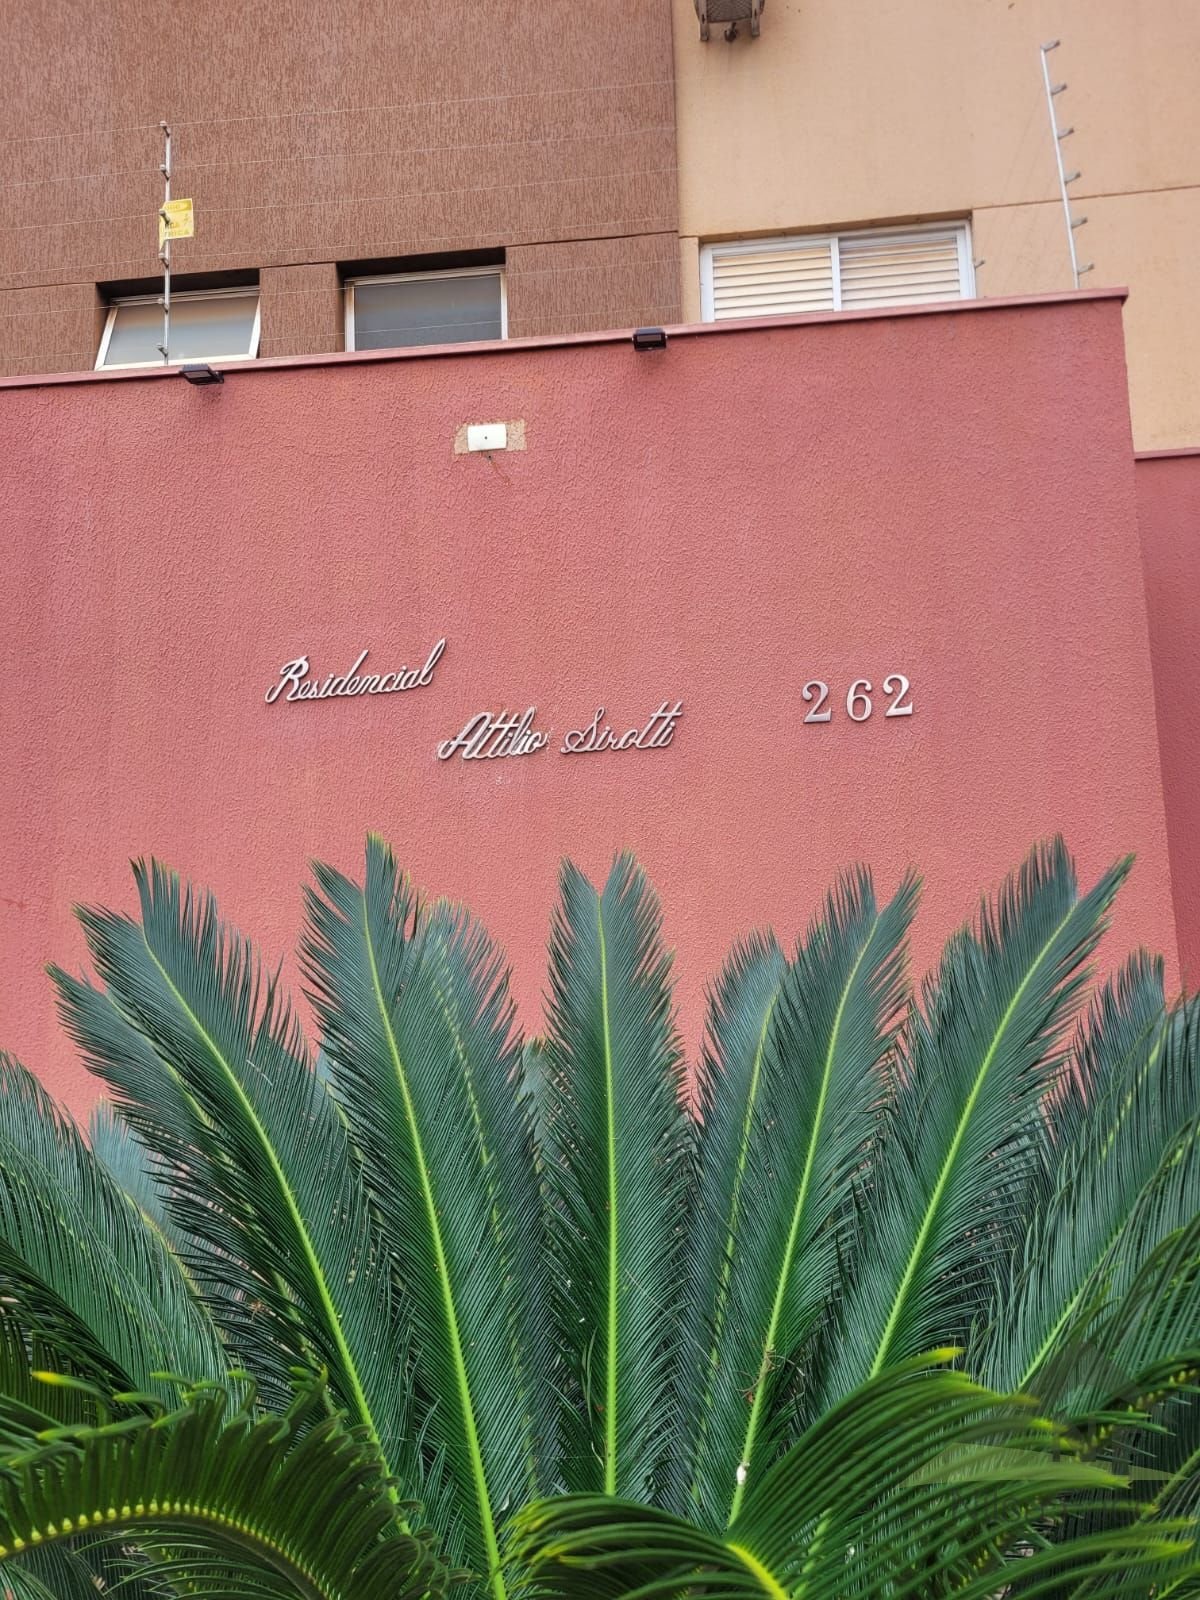 Residencial
Attilio Sirotti
262